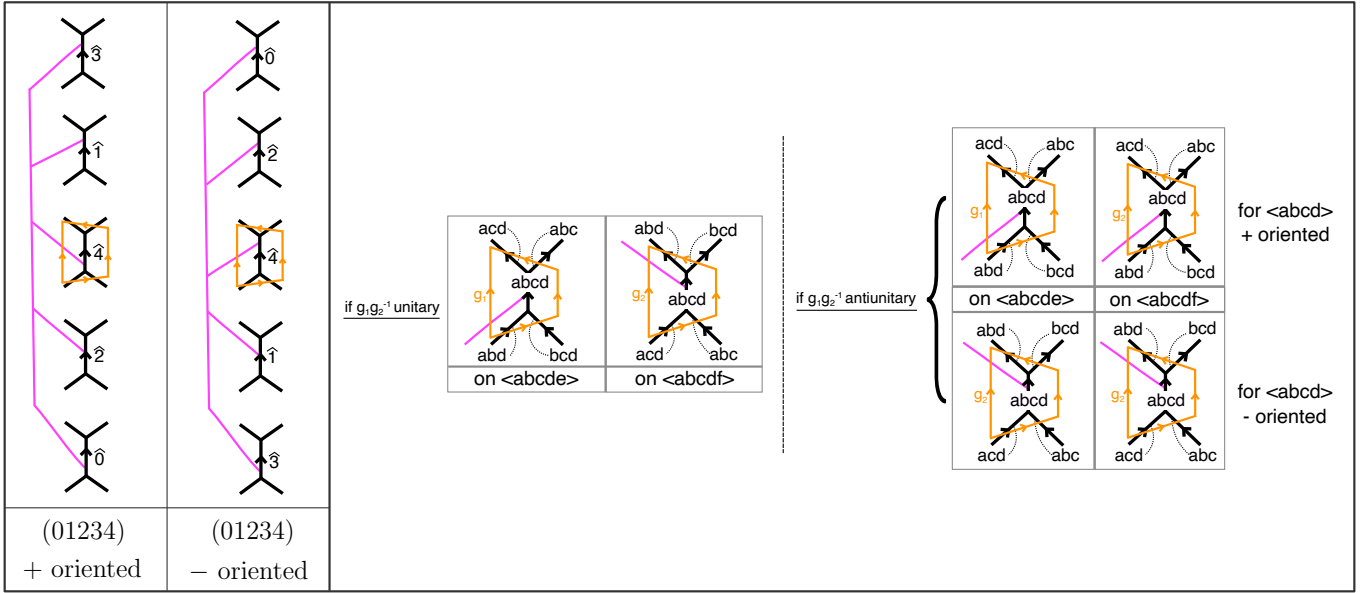 3̂
1̂
4̂
2̂
0̂
(01234)
+ oriented
0̂
2̂
4̂
1̂
3̂
(01234)
− oriented
if g₁g₂⁻¹ unitary
acd abc
g₁ abcd
abd bcd
on <abcde>
abd bcd
g₂ abcd
acd abc
on <abcdf>
if g₁g₂⁻¹ antiunitary
acd abc
g₁ abcd
abd bcd
on <abcde>
acd abc
g₂ abcd
abd bcd
on <abcdf>
for <abcd>
+ oriented
abd bcd
g₂ abcd
acd abc
abd bcd
g₂ abcd
acd abc
for <abcd>
- oriented